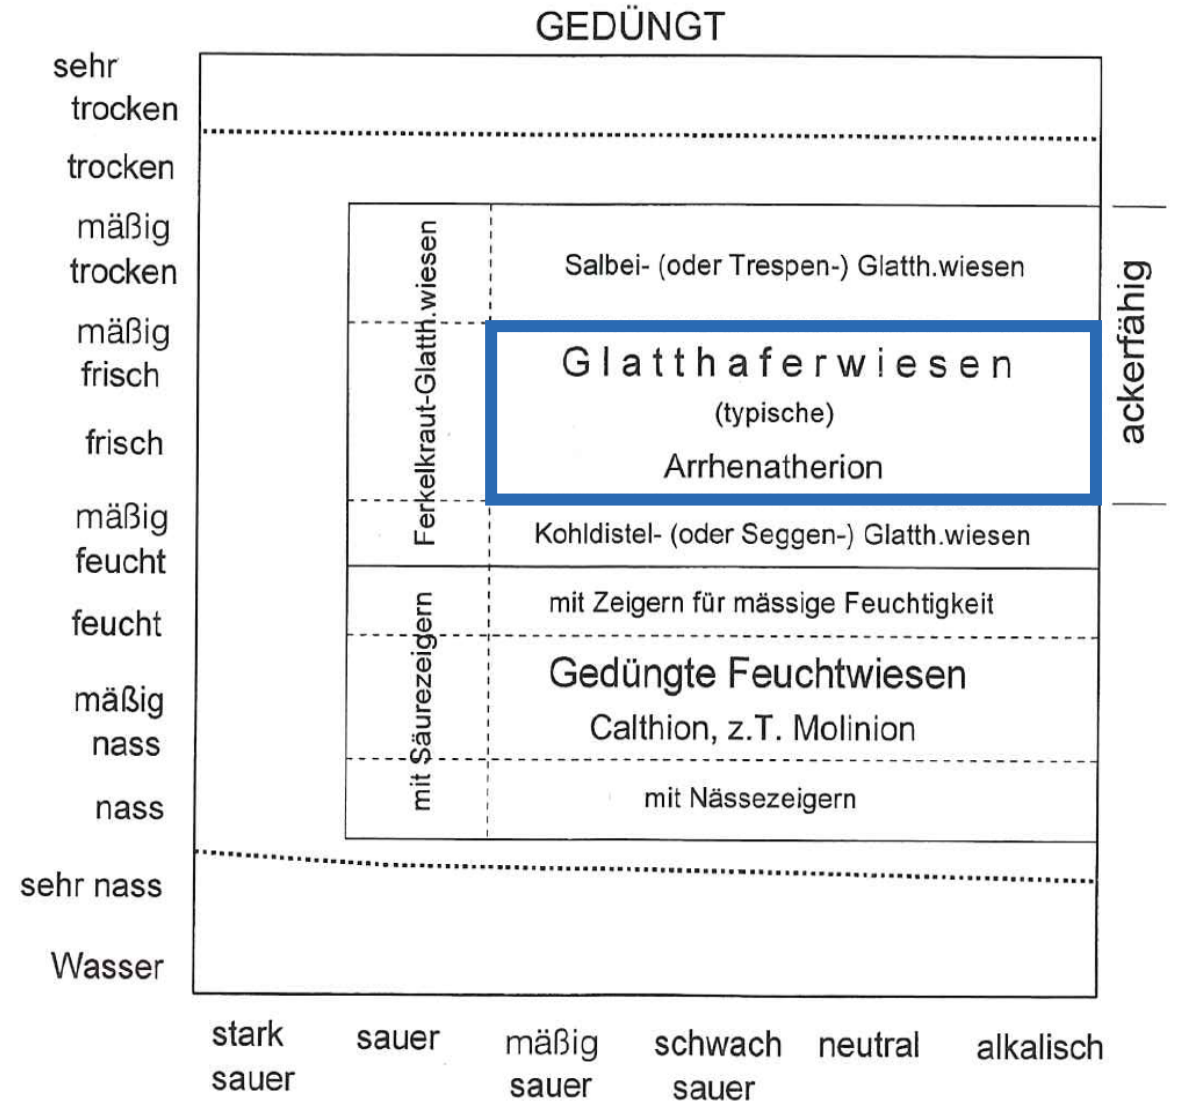 GEDÜNGT
sehr
trocken
trocken
mäßig
trocken
mäßig
frisch
frisch
mäßig
feucht
feucht
mäßig
nass
nass
sehr nass
Wasser
Ferkelkraut-Glatth.wiesen
mit Säurezeigern
Salbei- (oder Trespen-) Glatth.wiesen
Glatthaferwiesen
(typische)
Arrhenatherion
Kohldistel- (oder Seggen-) Glatth.wiesen
mit Zeigern für mässige Feuchtigkeit
Gedüngte Feuchtwiesen
Calthion, z.T. Molinion
mit Nässezeigern
ackerfähig
stark
sauer
sauer
mäßig
sauer
schwach
sauer
neutral
alkalisch